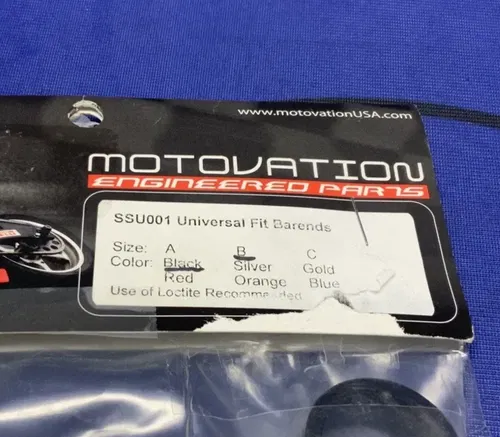 www.motovationUSA.com
MOTOVATION
ENGINEERED PARTS
SSU001 Universal Fit Barends
Size: A B C
Color: Black Silver Gold
Red Orange Blue
Use of Loctite Recommended